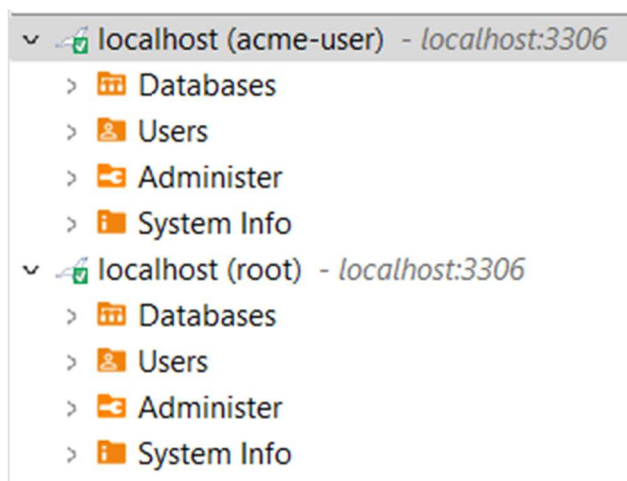 localhost (acme-user) - localhost:3306
Databases
Users
Administer
System Info
localhost (root) - localhost:3306
Databases
Users
Administer
System Info